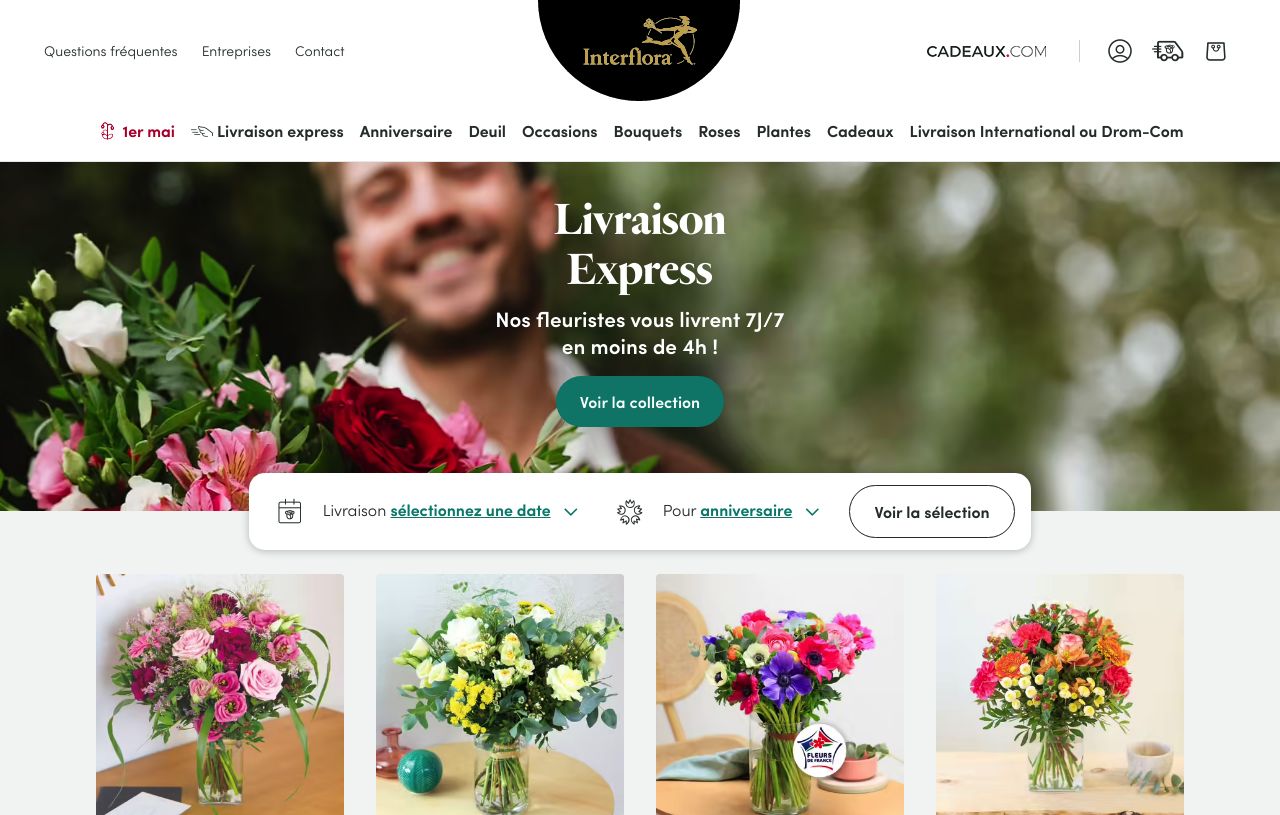 Questions fréquentes
Entreprises
Contact
Interflora
CADEAUX.COM
1er mai
Livraison express
Anniversaire
Deuil
Occasions
Bouquets
Roses
Plantes
Cadeaux
Livraison International ou Drom-Com
Livraison
Express
Nos fleuristes vous livrent 7J/7
en moins de 4h !
Voir la collection
Livraison sélectionnez une date
Pour anniversaire
Voir la sélection
FLEURS
DE FRANCE